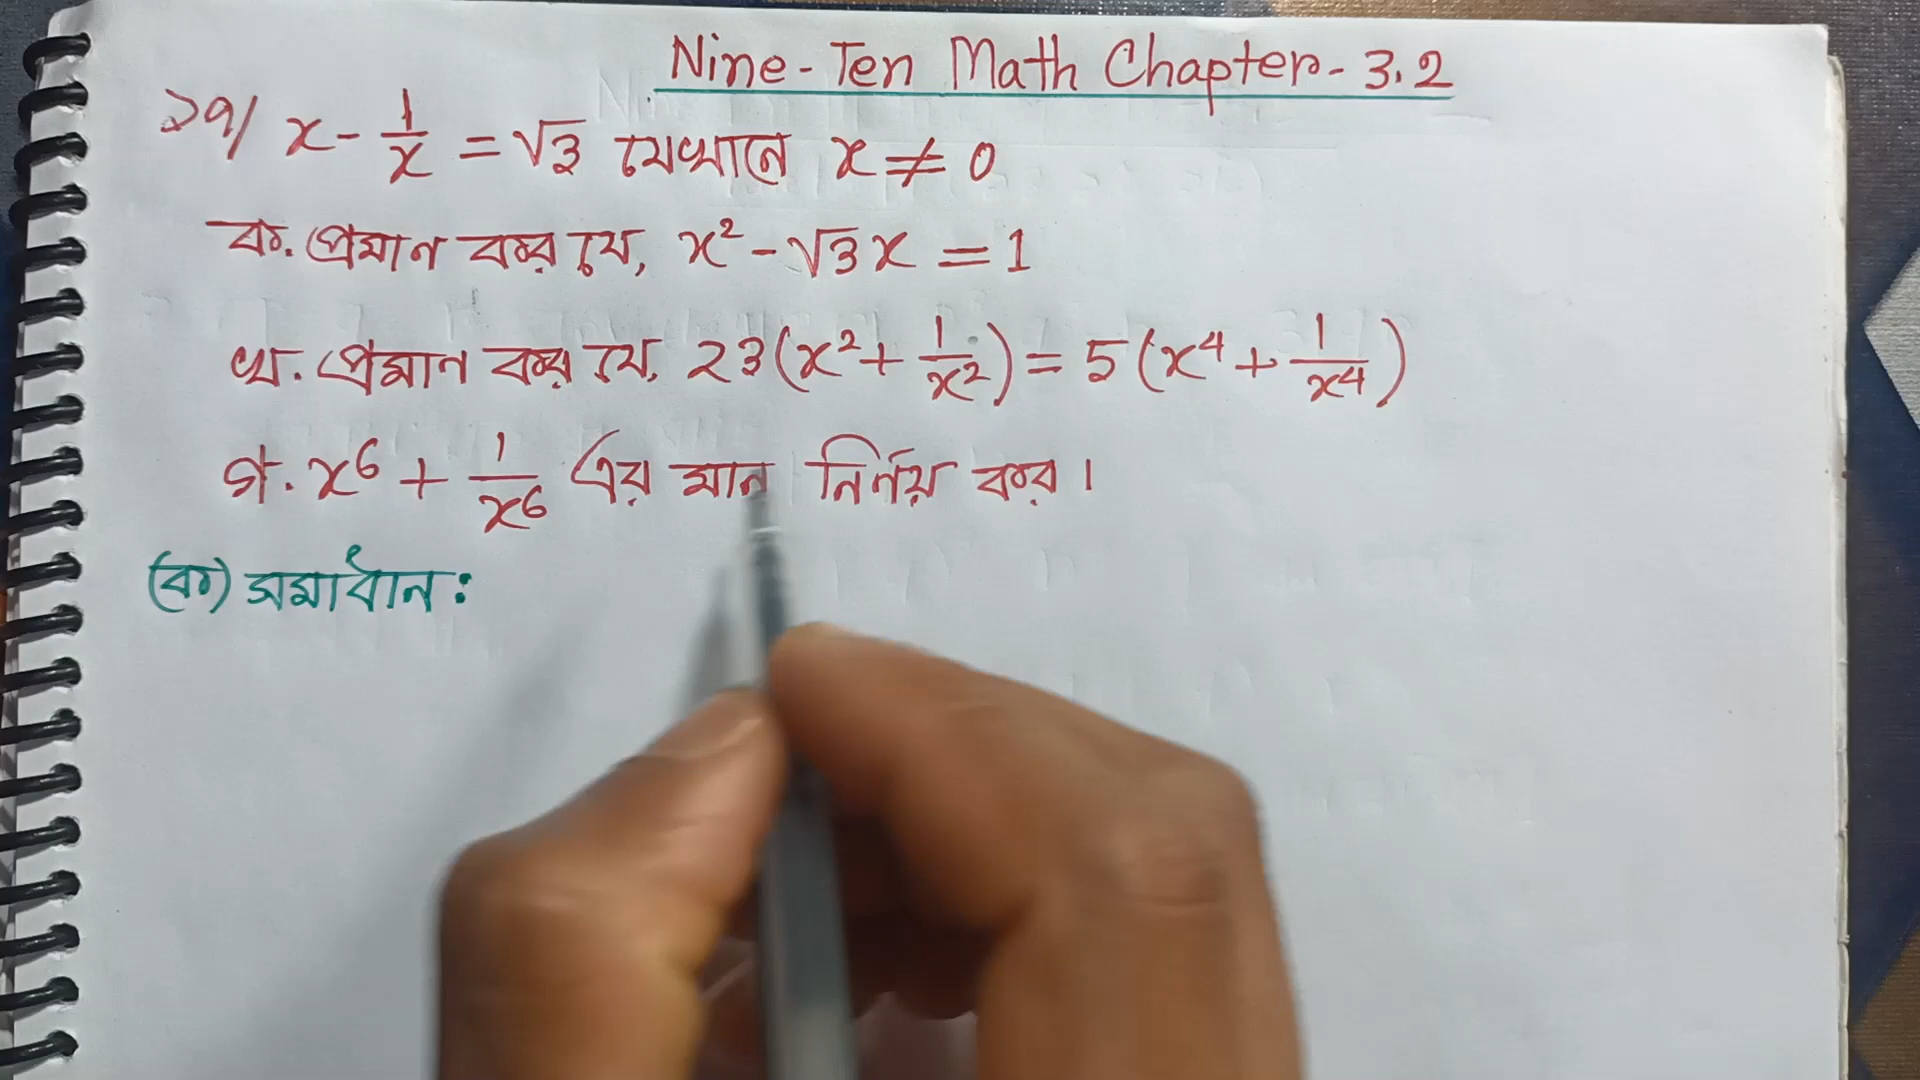 Nine-Ten Math Chapter-3.2
১৭/ x - 1/x = √3 যেখানে x ≠ 0
ক. প্রমান কর যে, x² - √3x = 1
খ. প্রমান কর যে, 23(x² + 1/x²) = 5(x⁴ + 1/x⁴)
গ. x⁶ + 1/x⁶ এর মান নির্ণয় কর।
(ক) সমাধান: